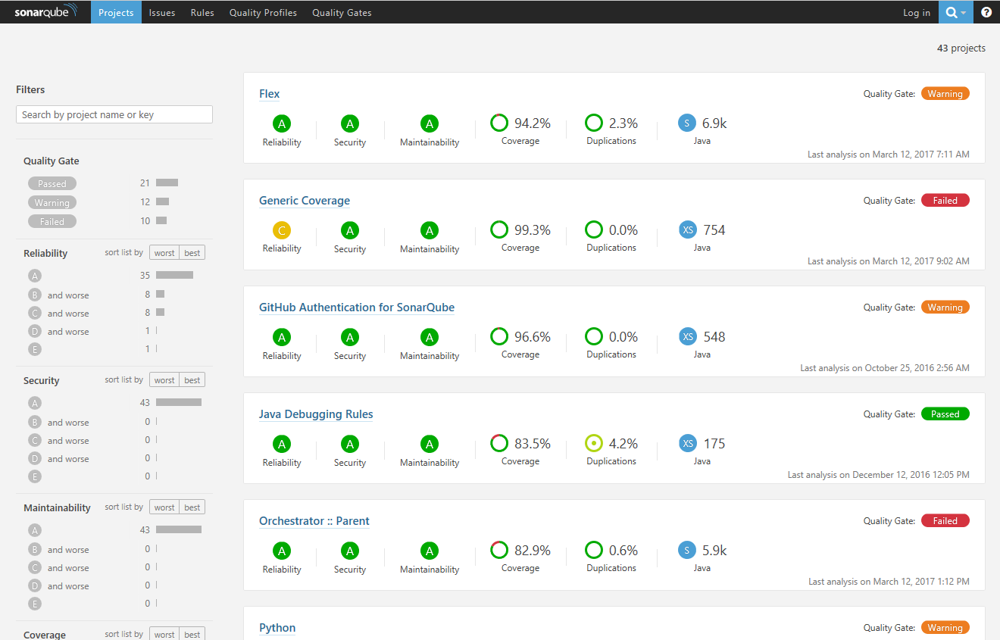 sonarqube Projects Issues Rules Quality Profiles Quality Gates Log in ?
43 projects
Filters
Search by project name or key
Quality Gate
Passed 21
Warning 12
Failed 10
Reliability sort list by worst best
A 35
B and worse 8
C and worse 8
D and worse 1
E 1
Security sort list by worst best
A 43
B and worse 0
C and worse 0
D and worse 0
E 0
Maintainability sort list by worst best
A 43
B and worse 0
C and worse 0
D and worse 0
E 0
Coverage sort list by worst best
Flex Quality Gate: Warning
A A A 94.2% 2.3% S 6.9k
Reliability Security Maintainability Coverage Duplications Java
Last analysis on March 12, 2017 7:11 AM
Generic Coverage Quality Gate: Failed
C A A 99.3% 0.0% XS 754
Reliability Security Maintainability Coverage Duplications Java
Last analysis on March 12, 2017 9:02 AM
GitHub Authentication for SonarQube Quality Gate: Warning
A A A 96.6% 0.0% XS 548
Reliability Security Maintainability Coverage Duplications Java
Last analysis on October 25, 2016 2:56 AM
Java Debugging Rules Quality Gate: Passed
A A A 83.5% 4.2% XS 175
Reliability Security Maintainability Coverage Duplications Java
Last analysis on December 12, 2016 12:05 PM
Orchestrator :: Parent Quality Gate: Failed
A A A 82.9% 0.6% S 5.9k
Reliability Security Maintainability Coverage Duplications Java
Last analysis on March 12, 2017 1:12 PM
Python Quality Gate: Warning